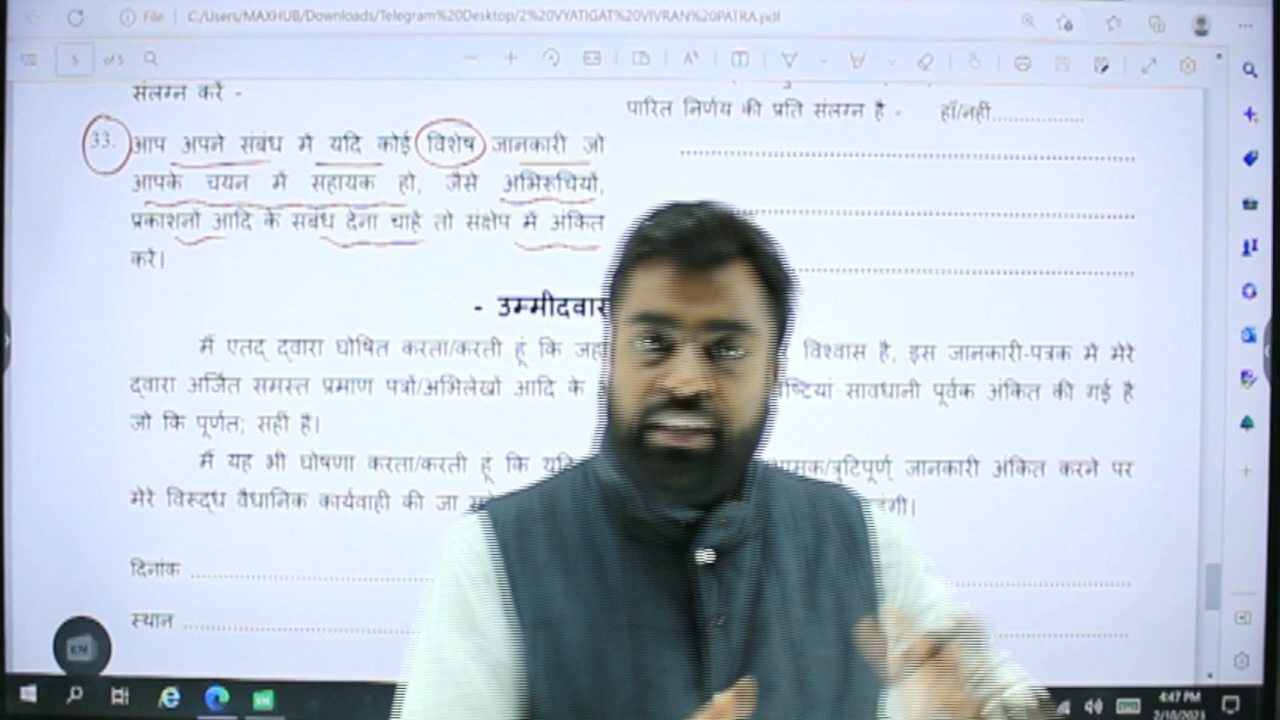 File C:/Users/MAXHUB/Downloads/Telegram%20Desktop/2%20VYATIGAT%20VIVRAN%20PATRA.pdf
5 of 5
संलग्न करें -
पारित निर्णय की प्रति संलग्न है - हाँ/नहीं............
33. आप अपने संबंध में यदि कोई विशेष जानकारी जो
आपके चयन में सहायक हो, जैसे अभिरूचियों,
प्रकाशनों आदि के संबंध देना चाहे तो संक्षेप में अंकित
करें।
- उम्मीदवार
मैं एतद् द्वारा घोषित करता/करती हूं कि विश्वास है, इस जानकारी-पत्रक में मेरे
द्वारा अर्जित समस्त प्रमाण पत्रों/अभिलेखों आदि के सावधानी पूर्वक अंकित की गई है
जो कि पूर्णत; सही हैं।
मैं यह भी घोषणा करता/करती हूं कि जानकारी अंकित करने पर
मेरे विरूद्ध वैधानिक कार्यवाही की जा
दिनांक
स्थान
KN
4:47 PM